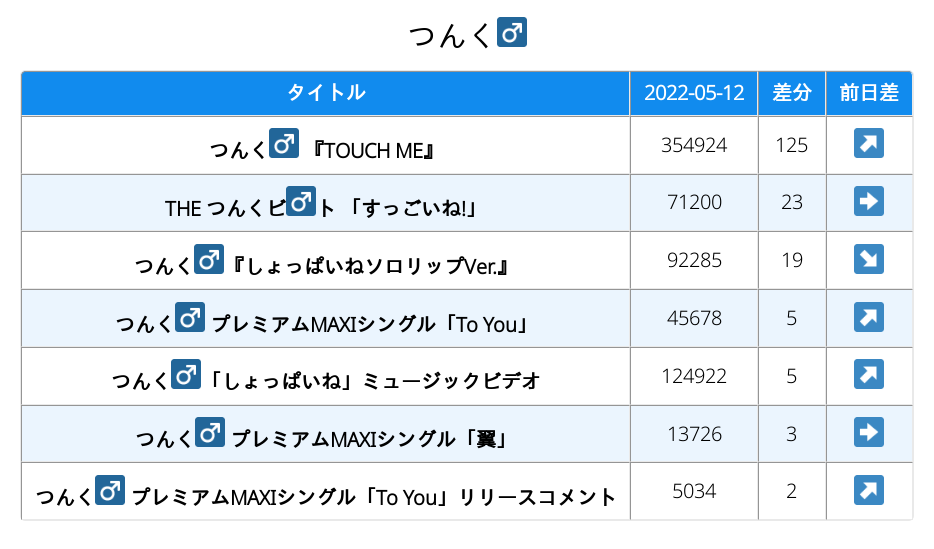 つんく♂
タイトル 2022-05-12 差分 前日差
つんく♂ 『TOUCH ME』 354924 125 ↗
THE つんくビ♂ト 「すっごいね!」 71200 23 ➡
つんく♂『しょっぱいねソロリップVer.』 92285 19 ↘
つんく♂ プレミアムMAXIシングル「To You」 45678 5 ↗
つんく♂「しょっぱいね」ミュージックビデオ 124922 5 ↗
つんく♂ プレミアムMAXIシングル「翼」 13726 3 ➡
つんく♂ プレミアムMAXIシングル「To You」リリースコメント 5034 2 ↗